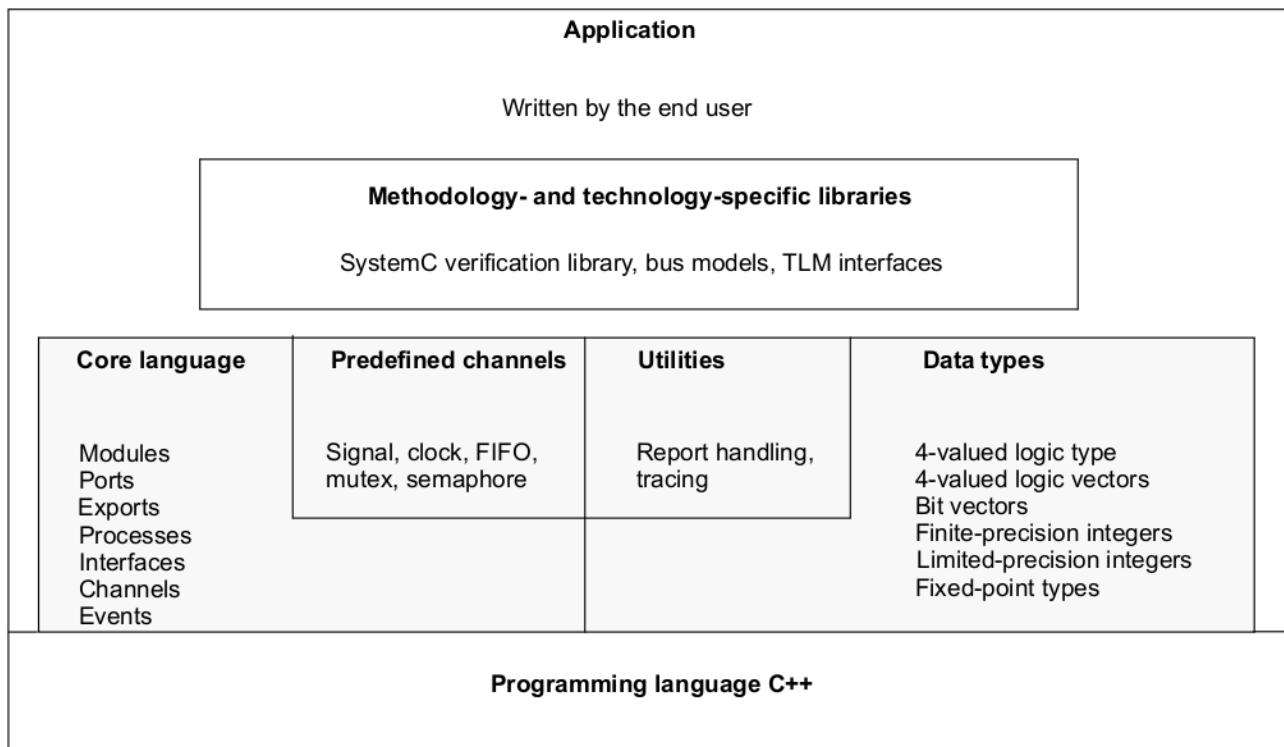 Application
Written by the end user
Methodology- and technology-specific libraries
SystemC verification library, bus models, TLM interfaces
Core language
Modules
Ports
Exports
Processes
Interfaces
Channels
Events
Predefined channels
Signal, clock, FIFO,
mutex, semaphore
Utilities
Report handling,
tracing
Data types
4-valued logic type
4-valued logic vectors
Bit vectors
Finite-precision integers
Limited-precision integers
Fixed-point types
Programming language C++